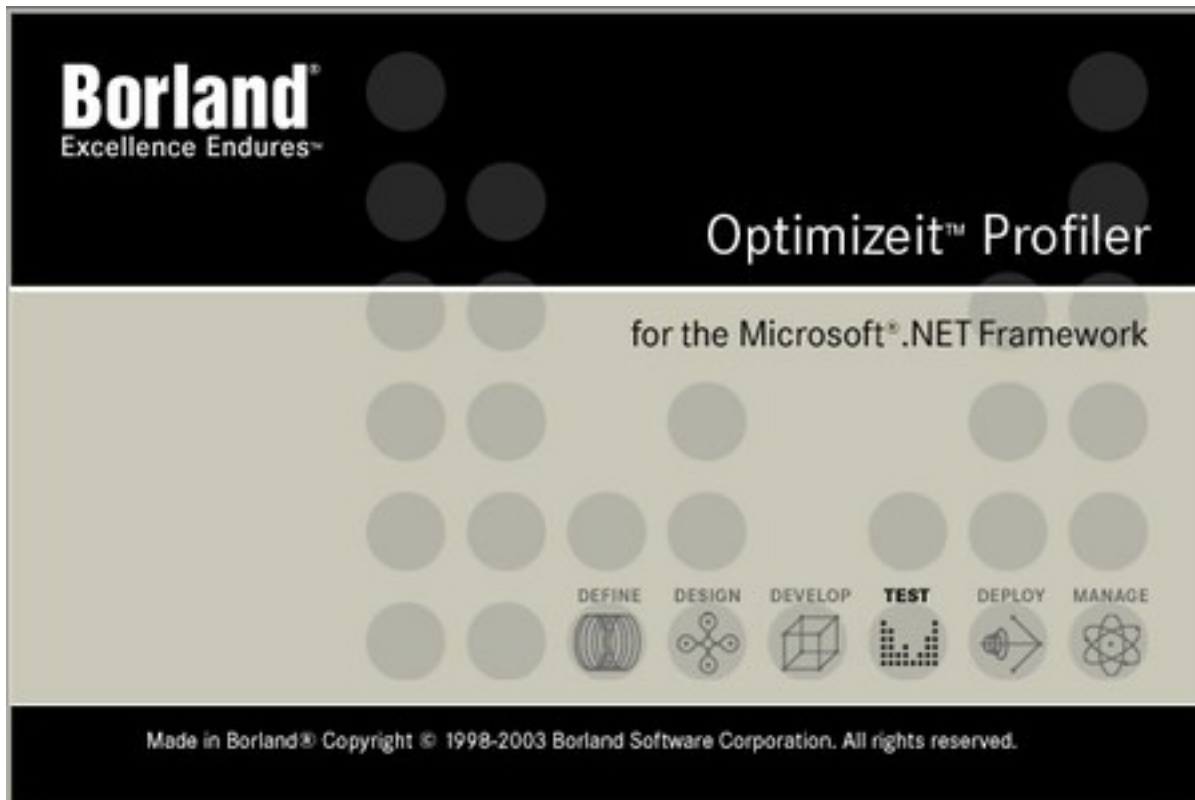 Borland®
Excellence Endures™
Optimizeit™ Profiler
for the Microsoft®.NET Framework
DEFINE DESIGN DEVELOP TEST DEPLOY MANAGE
Made in Borland® Copyright © 1998-2003 Borland Software Corporation. All rights reserved.